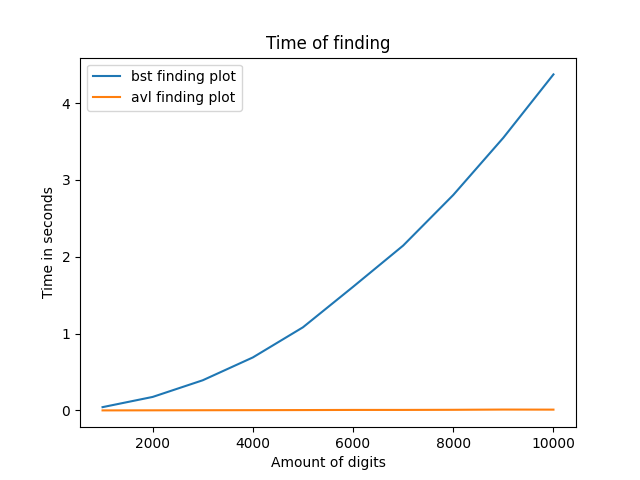 Time of finding
bst finding plot
avl finding plot
Time in seconds
4
3
2
1
0
2000 4000 6000 8000 10000
Amount of digits